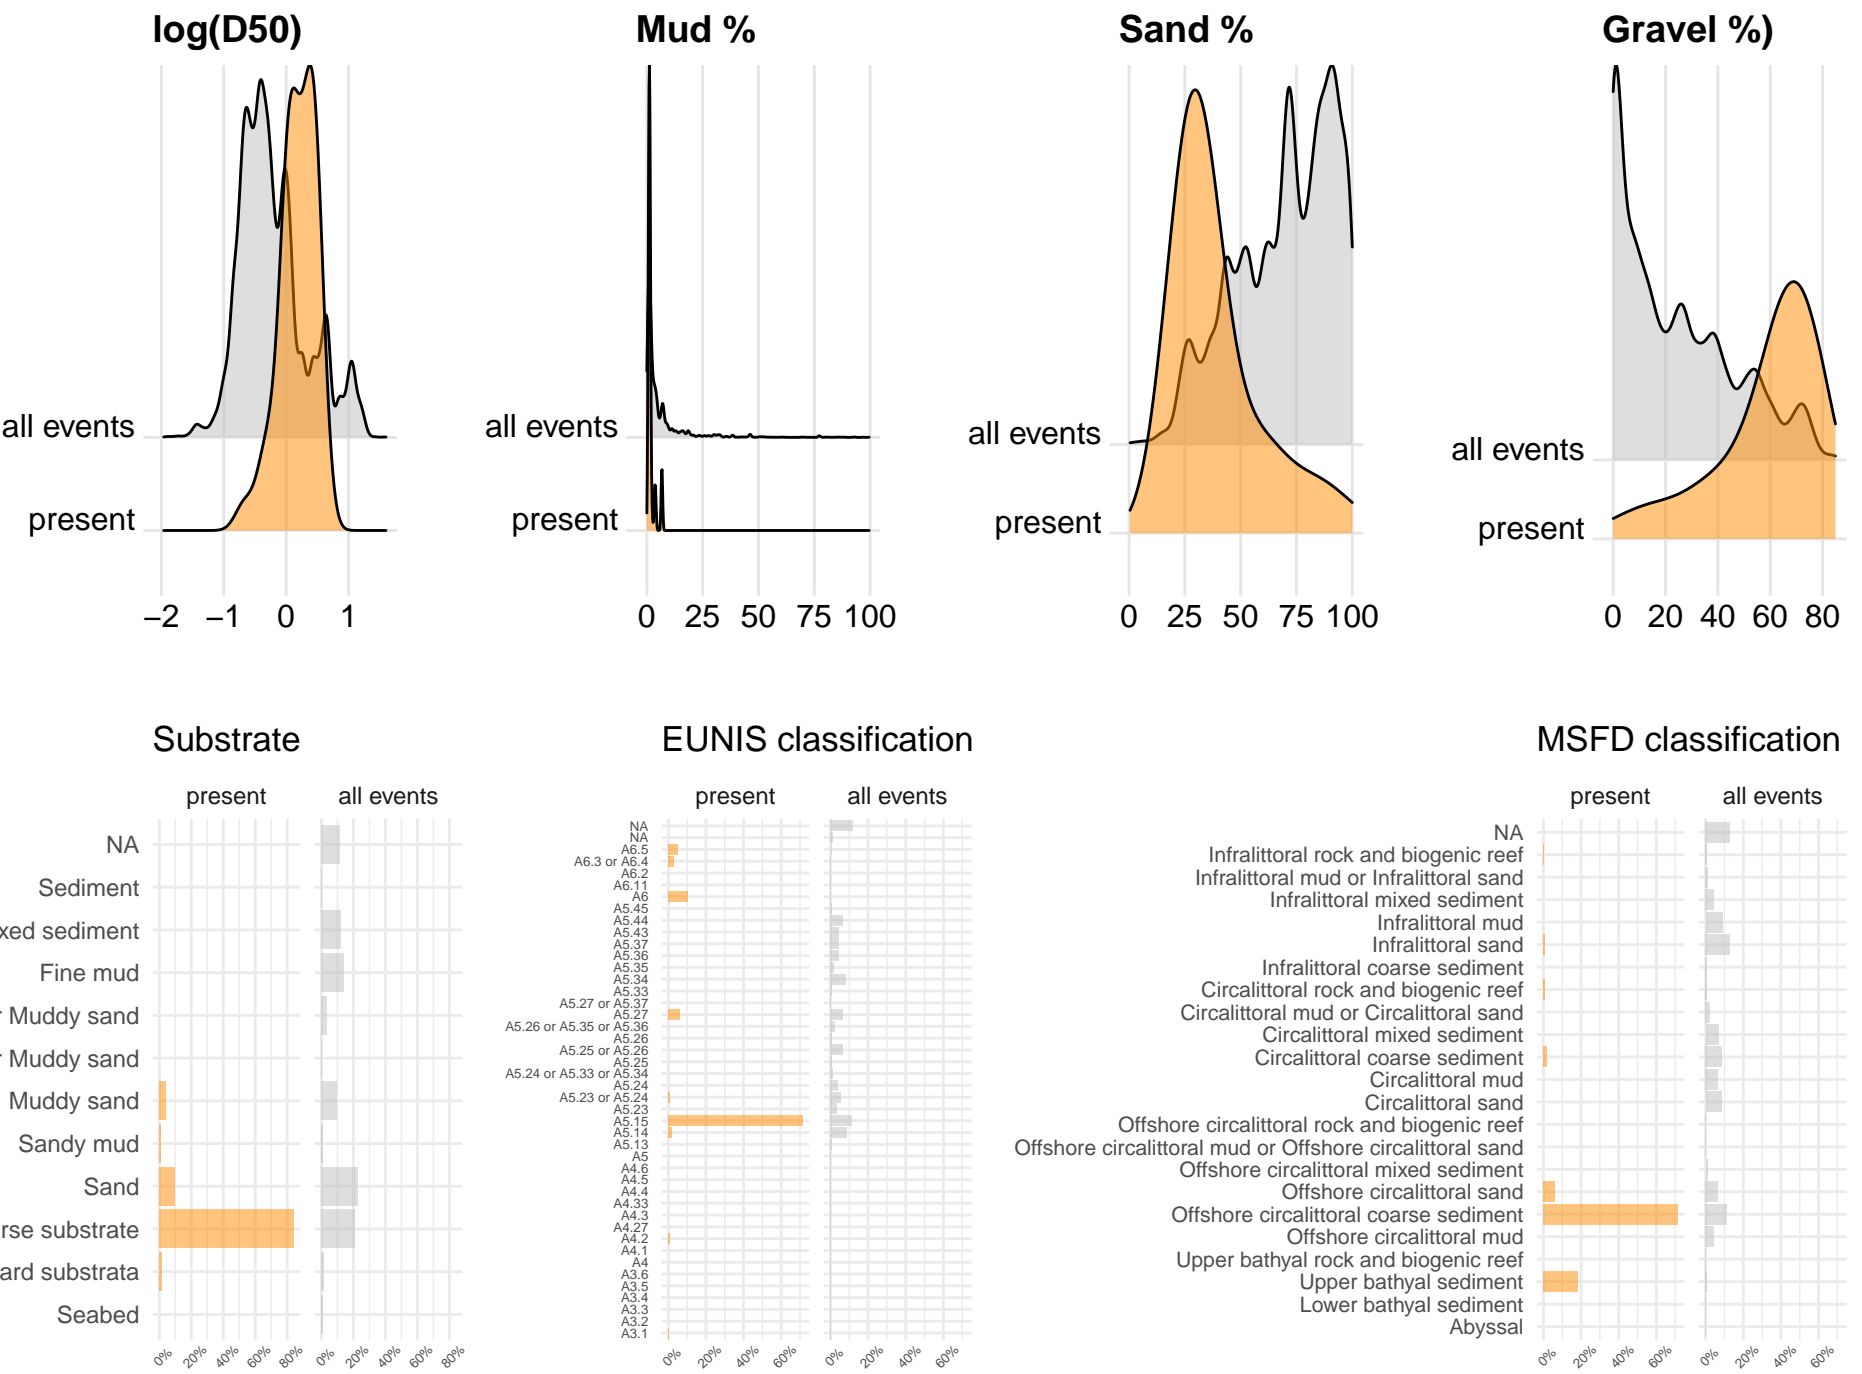 log(D50)
Mud %
Sand %
Gravel %)
all events
present
−2 −1 0 1
all events
present
0 25 50 75 100
all events
present
0 25 50 75 100
all events
present
0 20 40 60 80
Substrate
present all events
NA
Sediment
xed sediment
Fine mud
Muddy sand
Muddy sand
Muddy sand
Sandy mud
Sand
rse substrate
ard substrata
Seabed
0% 20% 40% 60% 80% 0% 20% 40% 60% 80%
EUNIS classification
present all events
NA
NA
A6.5
A6.3 or A6.4
A6.2
A6.11
A6
A5.45
A5.44
A5.43
A5.37
A5.36
A5.35
A5.34
A5.33
A5.27 or A5.37
A5.27
A5.26 or A5.35 or A5.36
A5.26
A5.25 or A5.26
A5.25
A5.24 or A5.33 or A5.34
A5.24
A5.23 or A5.24
A5.23
A5.15
A5.14
A5.13
A5
A4.6
A4.5
A4.4
A4.33
A4.3
A4.27
A4.2
A4.1
A4
A3.6
A3.5
A3.4
A3.3
A3.2
A3.1
0% 20% 40% 60% 0% 20% 40% 60%
MSFD classification
present all events
NA
Infralittoral rock and biogenic reef
Infralittoral mud or Infralittoral sand
Infralittoral mixed sediment
Infralittoral mud
Infralittoral sand
Infralittoral coarse sediment
Circalittoral rock and biogenic reef
Circalittoral mud or Circalittoral sand
Circalittoral mixed sediment
Circalittoral coarse sediment
Circalittoral mud
Circalittoral sand
Offshore circalittoral rock and biogenic reef
Offshore circalittoral mud or Offshore circalittoral sand
Offshore circalittoral mixed sediment
Offshore circalittoral sand
Offshore circalittoral coarse sediment
Offshore circalittoral mud
Upper bathyal rock and biogenic reef
Upper bathyal sediment
Lower bathyal sediment
Abyssal
0% 20% 40% 60% 0% 20% 40% 60%